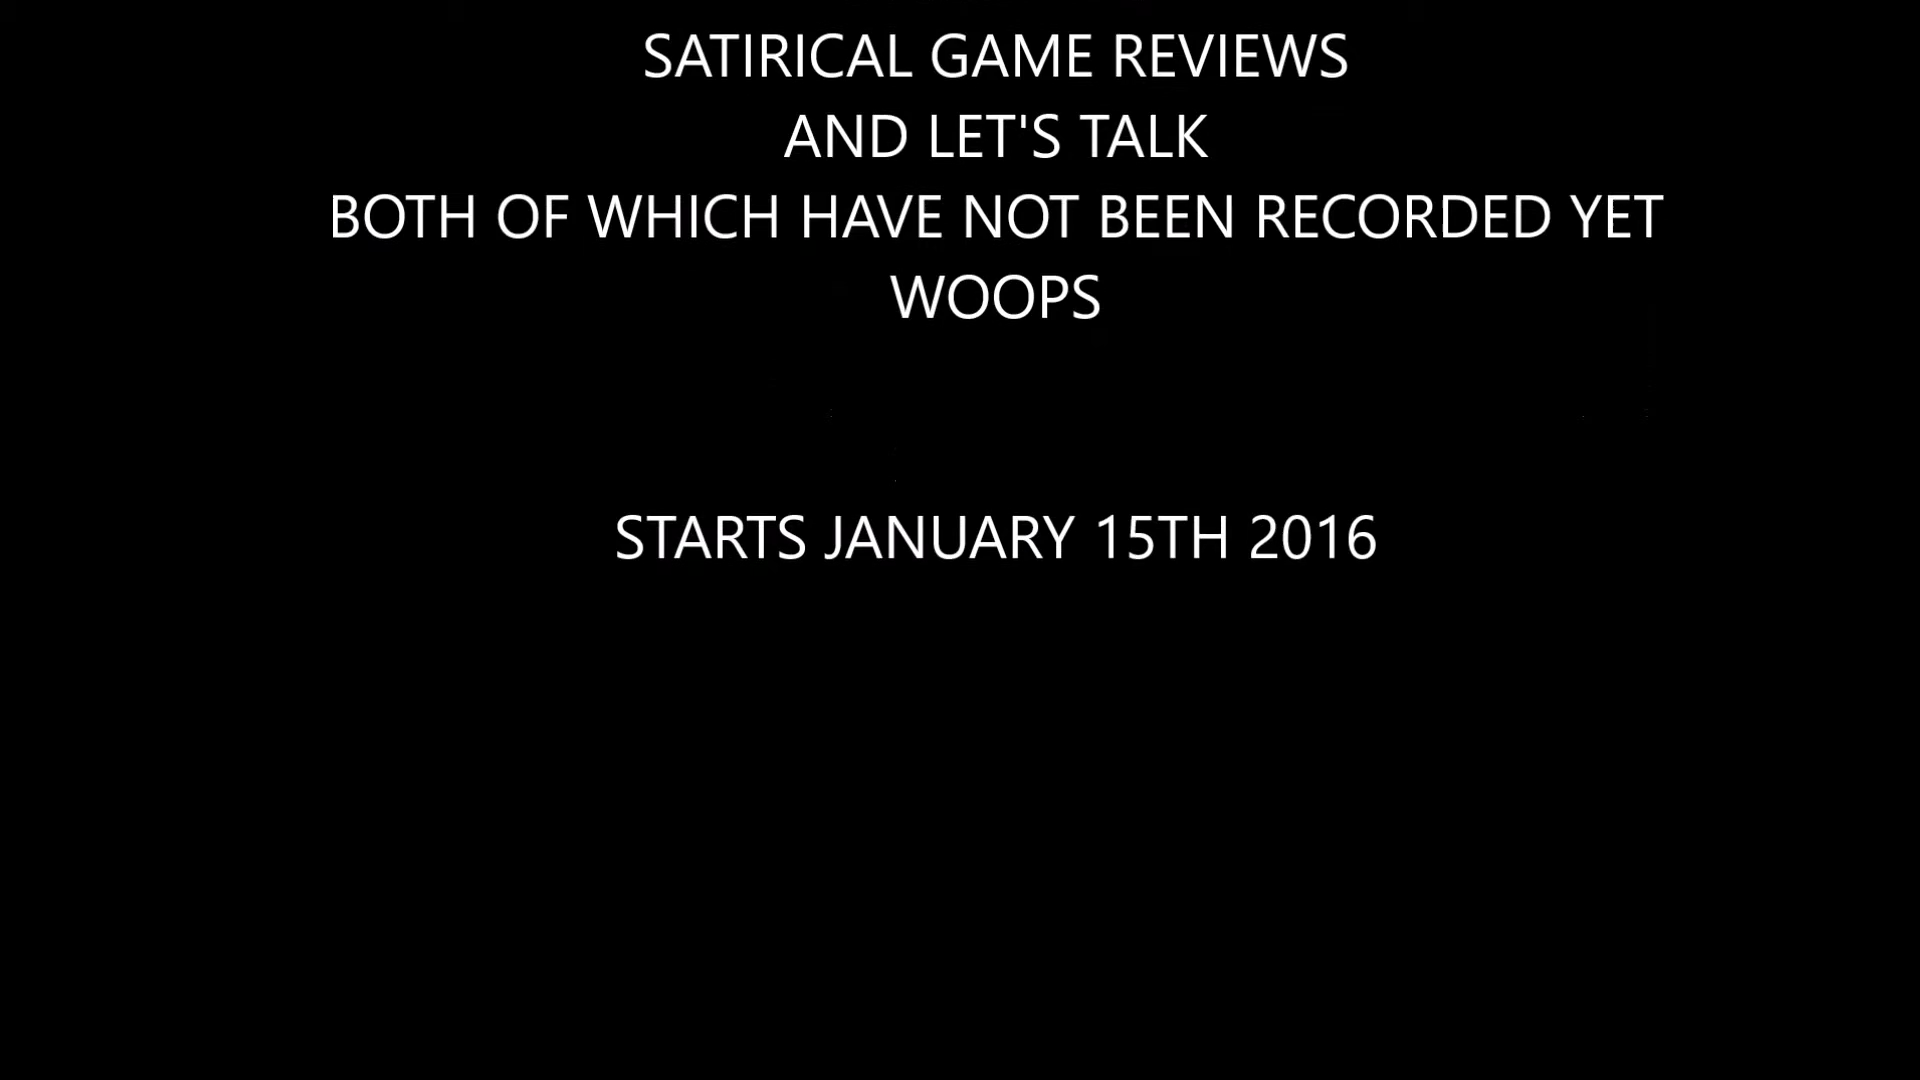 SATIRICAL GAME REVIEWS
AND LET'S TALK
BOTH OF WHICH HAVE NOT BEEN RECORDED YET
WOOPS
STARTS JANUARY 15TH 2016